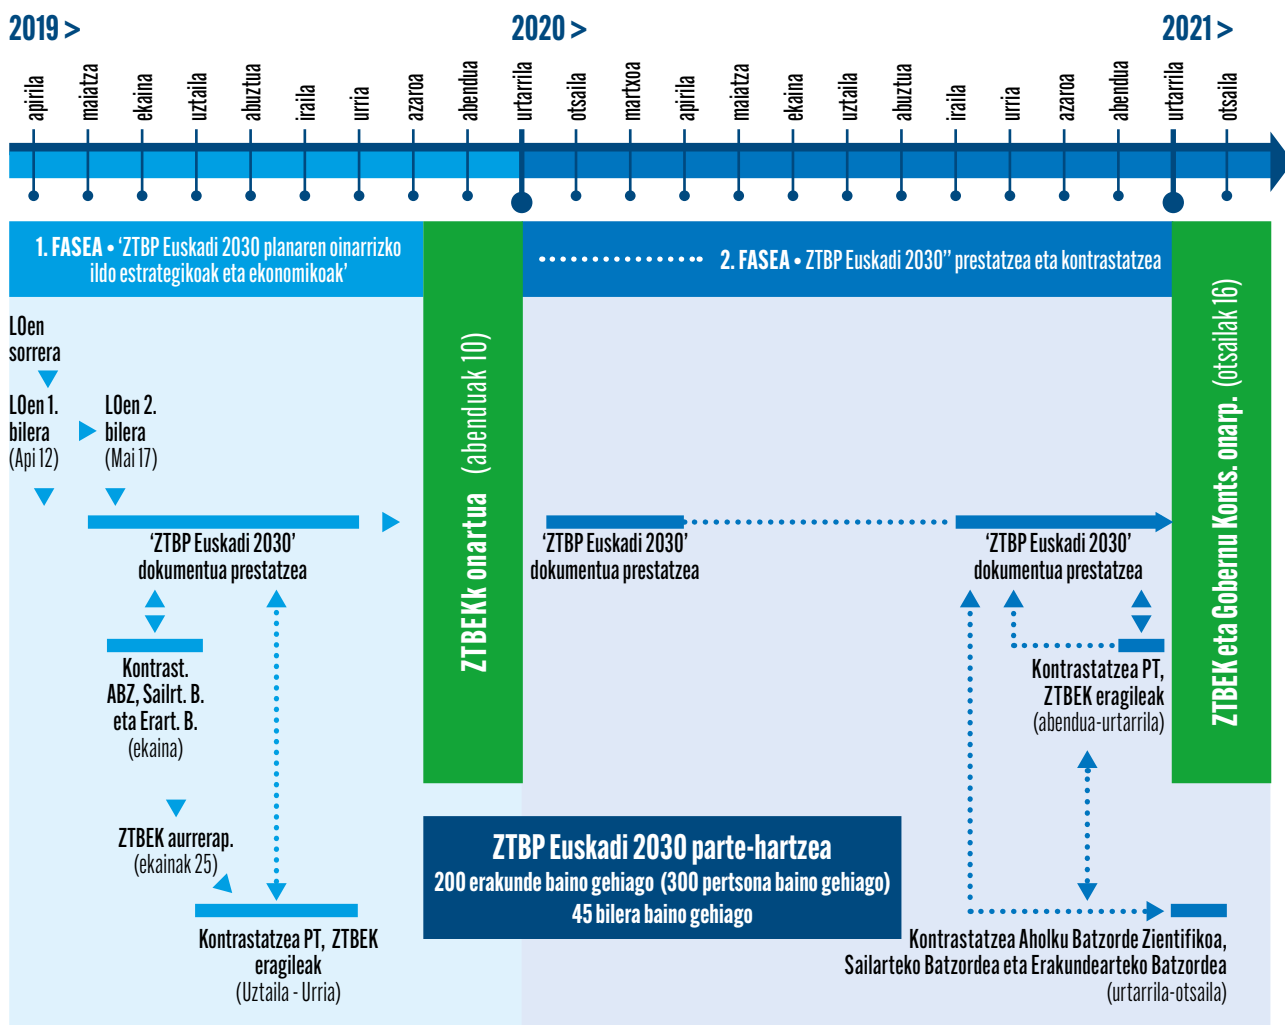 2019 >
2020 >
2021 >
apirila
maiatza
ekaina
uztaila
abuztua
iraila
urria
azaroa
abendua
urtarrila
otsaila
martxoa
apirila
maiatza
ekaina
uztaila
abuztua
iraila
urria
azaroa
abendua
urtarrila
otsaila
1. FASEA • ‘ZTBP Euskadi 2030 planaren oinarrizko
ildo estrategikoak eta ekonomikoak’
2. FASEA • ZTBP Euskadi 2030” prestatzea eta kontrastatzea
LOen
sorrera
LOen 1.
bilera
(Api 12)
LOen 2.
bilera
(Mai 17)
‘ZTBP Euskadi 2030’
dokumentua prestatzea
Kontrast.
ABZ, Sailrt. B.
eta Erart. B.
(ekaina)
ZTBEK aurrerap.
(ekainak 25)
Kontrastatzea PT, ZTBEK
eragileak
(Uztaila - Urria)
ZTBEKk onartua (abenduak 10)
‘ZTBP Euskadi 2030’
dokumentua prestatzea
‘ZTBP Euskadi 2030’
dokumentua prestatzea
Kontrastatzea PT,
ZTBEK eragileak
(abendua-urtarrila)
ZTBEK eta Gobernu Konts. onarp. (otsailak 16)
ZTBP Euskadi 2030 parte-hartzea
200 erakunde baino gehiago (300 pertsona baino gehiago)
45 bilera baino gehiago
Kontrastatzea Aholku Batzorde Zientifikoa,
Sailarteko Batzordea eta Erakundearteko Batzordea
(urtarrila-otsaila)